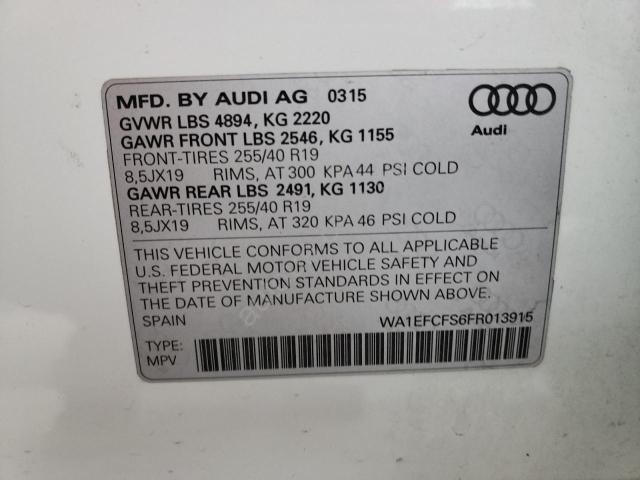 MFD. BY AUDI AG 0315
GVWR LBS 4894, KG 2220
GAWR FRONT LBS 2546, KG 1155
FRONT-TIRES 255/40 R19
8,5JX19 RIMS, AT 300 KPA 44 PSI COLD
GAWR REAR LBS 2491, KG 1130
REAR-TIRES 255/40 R19
8,5JX19 RIMS, AT 320 KPA 46 PSI COLD
Audi
THIS VEHICLE CONFORMS TO ALL APPLICABLE
U.S. FEDERAL MOTOR VEHICLE SAFETY AND
THEFT PREVENTION STANDARDS IN EFFECT ON
THE DATE OF MANUFACTURE SHOWN ABOVE.
SPAIN WA1EFCFS6FR013915
TYPE:
MPV